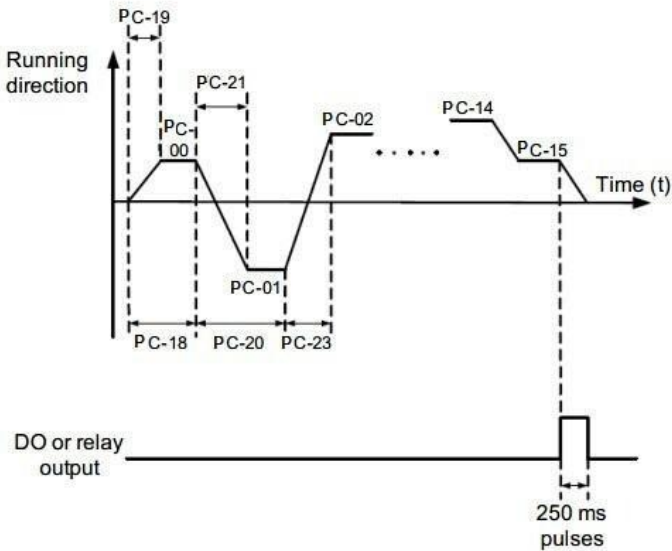 PC-19
Running
direction
PC-21
PC-
00
PC-02
PC-14
PC-15
Time (t)
PC-01
PC-18
PC-20
PC-23
DO or relay
output
250 ms
pulses